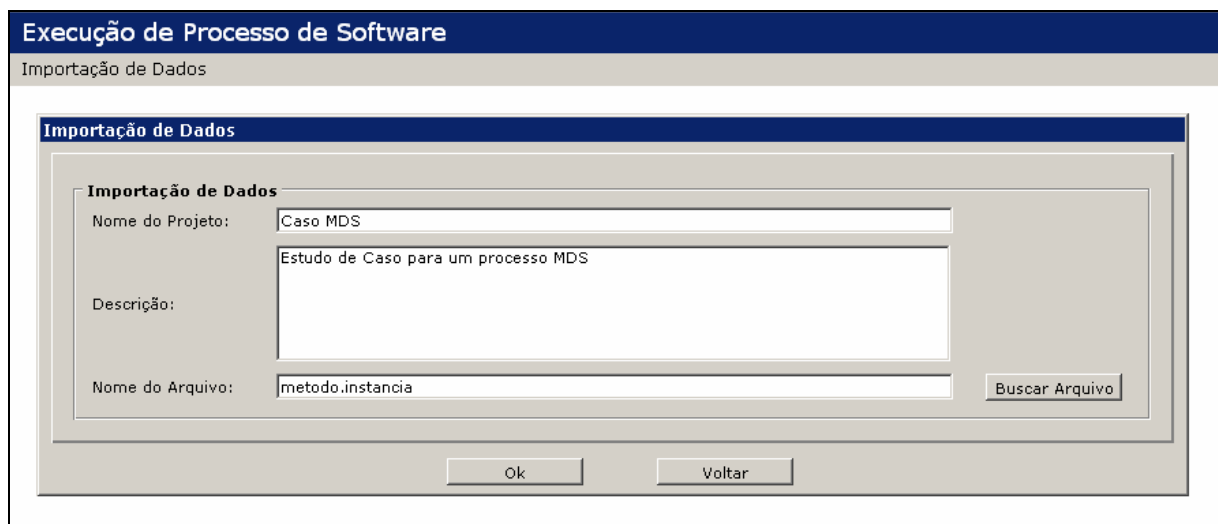 Execução de Processo de Software
Importação de Dados
Importação de Dados
Importação de Dados
Nome do Projeto: Caso MDS
Estudo de Caso para um processo MDS
Descrição:
Nome do Arquivo: metodo.instancia Buscar Arquivo
Ok Voltar